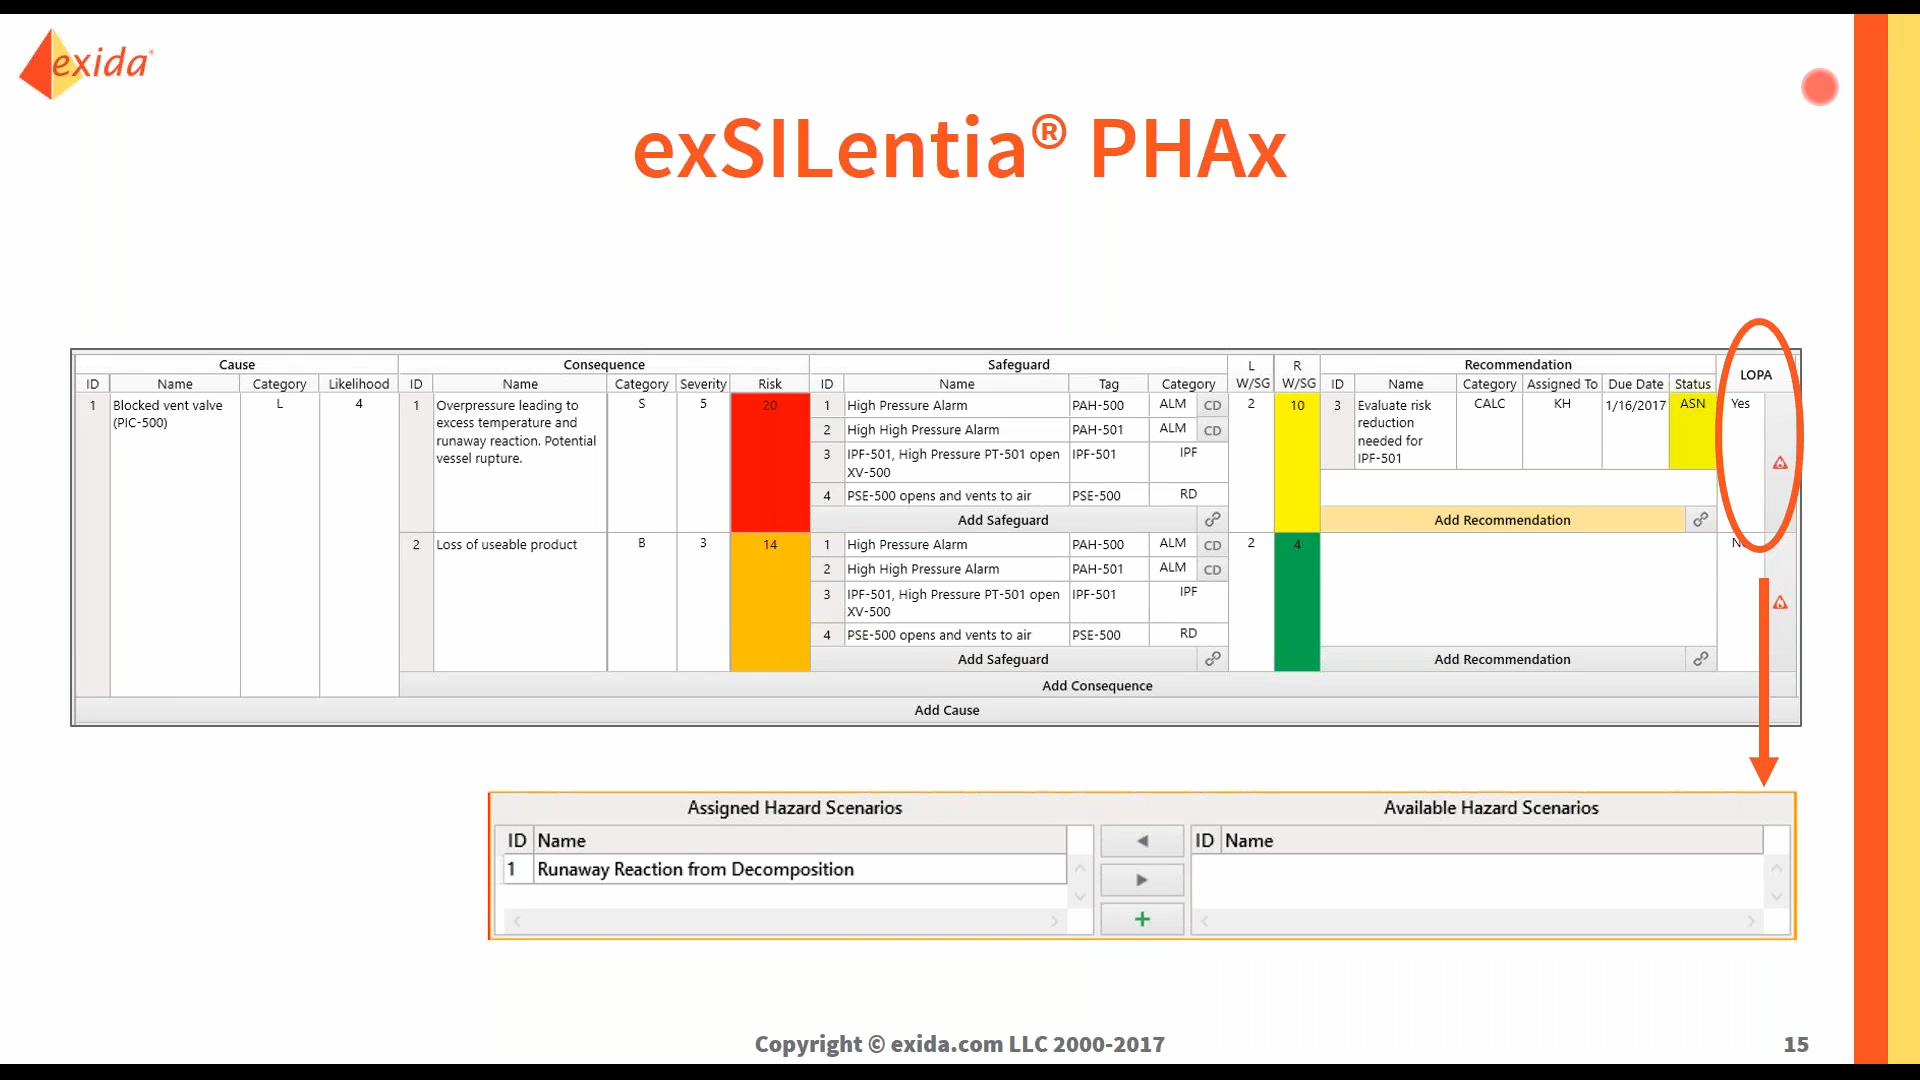 exida
exSILentia® PHAx
Cause Consequence Safeguard L R Recommendation LOPA
ID Name Category Likelihood ID Name Category Severity Risk ID Name Tag Category W/SG W/SG ID Name Category Assigned To Due Date Status
1 Blocked vent valve (PIC-500) L 4
1 Overpressure leading to excess temperature and runaway reaction. Potential vessel rupture. S 5 20
1 High Pressure Alarm PAH-500 ALM CD
2 High High Pressure Alarm PAH-501 ALM CD
3 IPF-501, High Pressure PT-501 open XV-500 IPF-501 IPF
4 PSE-500 opens and vents to air PSE-500 RD
Add Safeguard
2 10
3 Evaluate risk reduction needed for IPF-501 CALC KH 1/16/2017 ASN Yes
Add Recommendation
2 Loss of useable product B 3 14
1 High Pressure Alarm PAH-500 ALM CD
2 High High Pressure Alarm PAH-501 ALM CD
3 IPF-501, High Pressure PT-501 open XV-500 IPF-501 IPF
4 PSE-500 opens and vents to air PSE-500 RD
Add Safeguard
2 4
No
Add Recommendation
Add Consequence
Add Cause
Assigned Hazard Scenarios Available Hazard Scenarios
ID Name ID Name
1 Runaway Reaction from Decomposition
Copyright © exida.com LLC 2000-2017
15